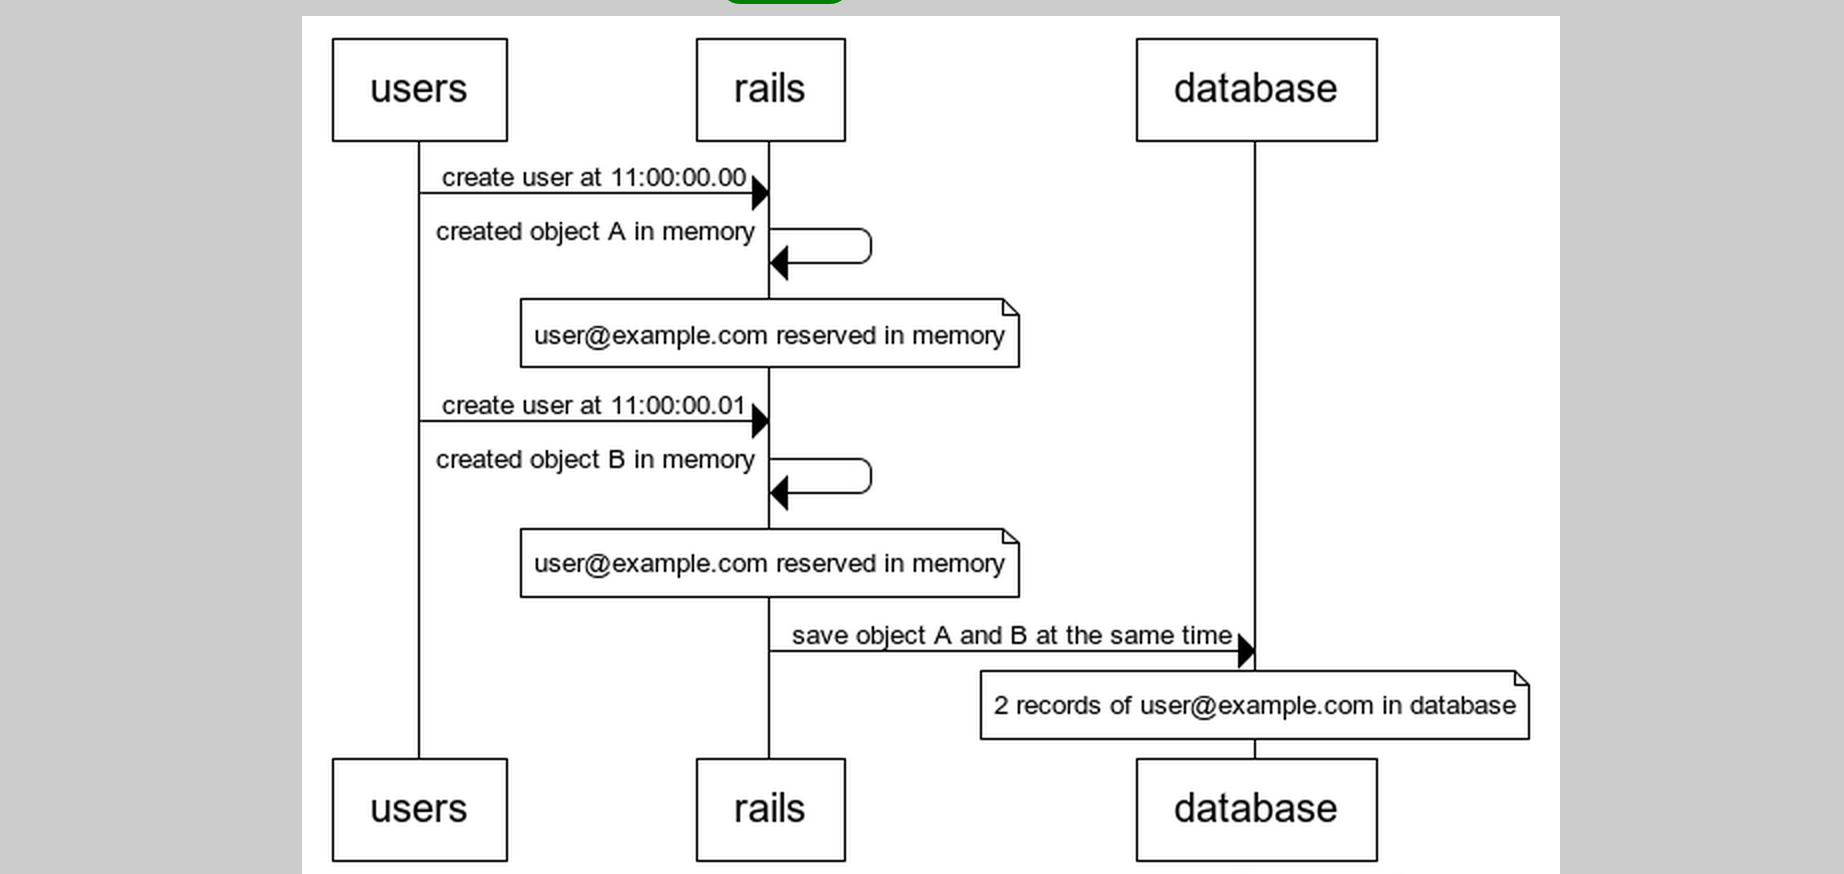 users
rails
database
create user at 11:00:00.00
created object A in memory
user@example.com reserved in memory
create user at 11:00:00.01
created object B in memory
user@example.com reserved in memory
save object A and B at the same time
2 records of user@example.com in database
users
rails
database